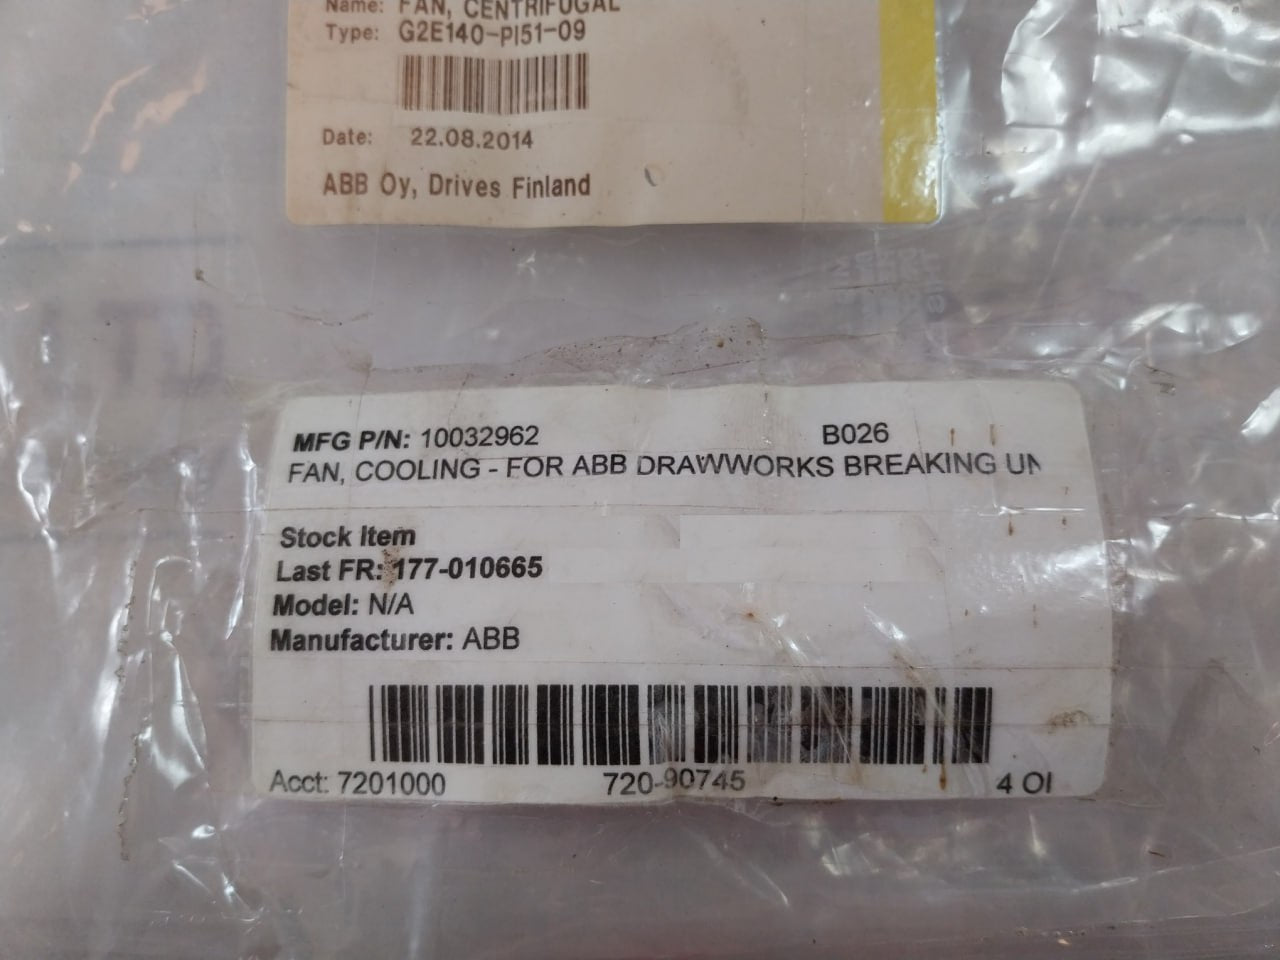 Name: FAN, CENTRIFUGAL
Type: G2E140-PI51-09
Date: 22.08.2014
ABB Oy, Drives Finland
MFG P/N: 10032962 B026
FAN, COOLING - FOR ABB DRAWWORKS BREAKING UN
Stock Item
Last FR: 177-010665
Model: N/A
Manufacturer: ABB
Acct: 7201000 720-90745 4 OI